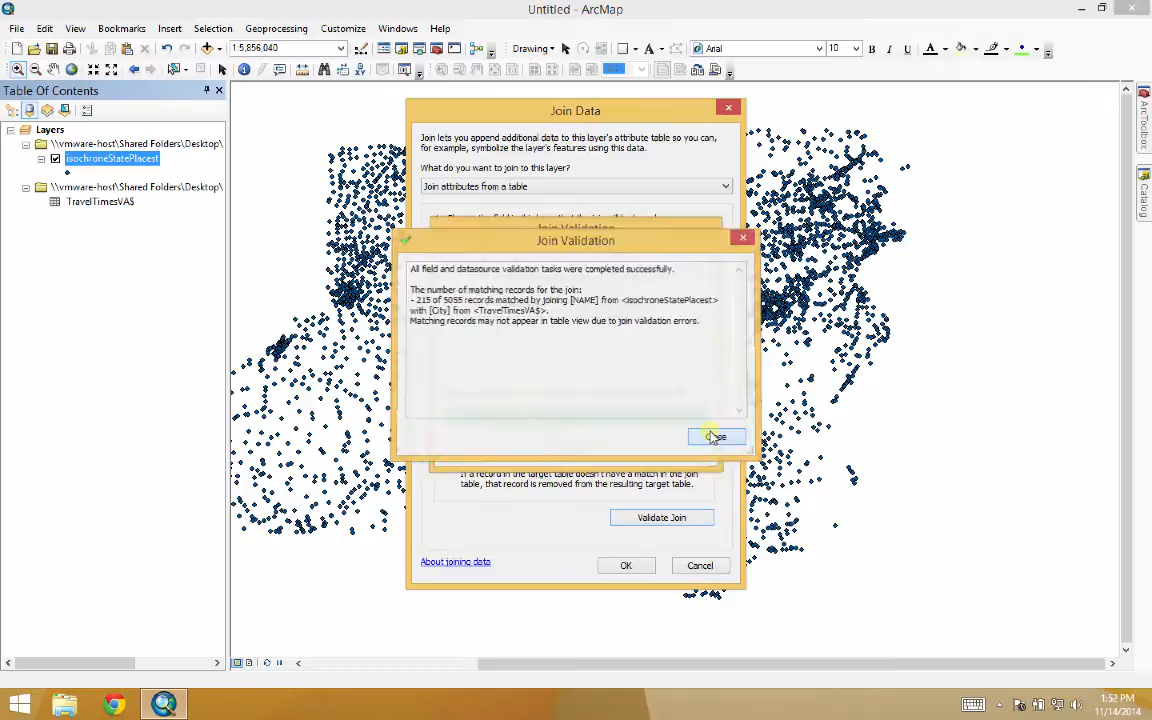 Untitled - ArcMap
File Edit View Bookmarks Insert Selection Geoprocessing Customize Windows Help
1:5,856,040
Drawing
Arial
10
B I U A
Table Of Contents
Layers
\\vmware-host\Shared Folders\Desktop\
isochroneStatePlacest
\\vmware-host\Shared Folders\Desktop\
TravelTimesVA$
Join Data
Join lets you append additional data to this layer's attribute table so you can,
for example, symbolize the layer's features using this data.
What do you want to join to this layer?
Join attributes from a table
Join Validation
All field and datasource validation tasks were completed successfully.
The number of matching records for the join:
- 215 of 5055 records matched by joining [NAME] from <isochroneStatePlacest>
with [City] from <TravelTimesVA$>.
Matching records may not appear in table view due to join validation errors.
Close
If a record in the target table doesn't have a match in the join
table, that record is removed from the resulting target table.
Validate Join
About joining data
OK
Cancel
ArcToolbox
Catalog
1:52 PM
11/14/2014